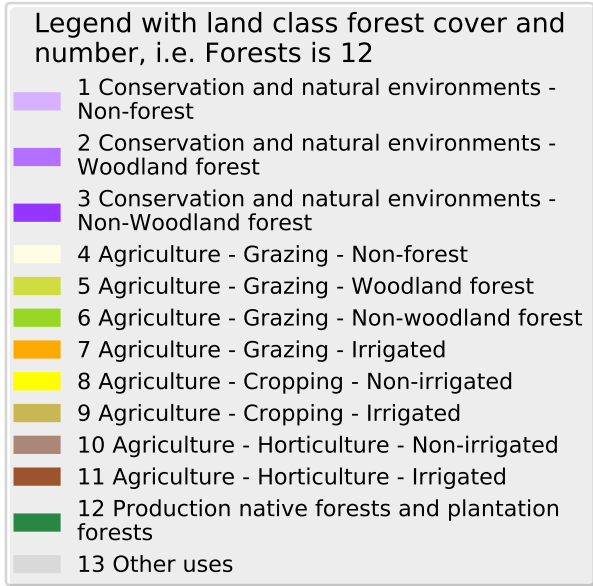 Legend with land class forest cover and
number, i.e. Forests is 12
1 Conservation and natural environments -
Non-forest
2 Conservation and natural environments -
Woodland forest
3 Conservation and natural environments -
Non-Woodland forest
4 Agriculture - Grazing - Non-forest
5 Agriculture - Grazing - Woodland forest
6 Agriculture - Grazing - Non-woodland forest
7 Agriculture - Grazing - Irrigated
8 Agriculture - Cropping - Non-irrigated
9 Agriculture - Cropping - Irrigated
10 Agriculture - Horticulture - Non-irrigated
11 Agriculture - Horticulture - Irrigated
12 Production native forests and plantation
forests
13 Other uses